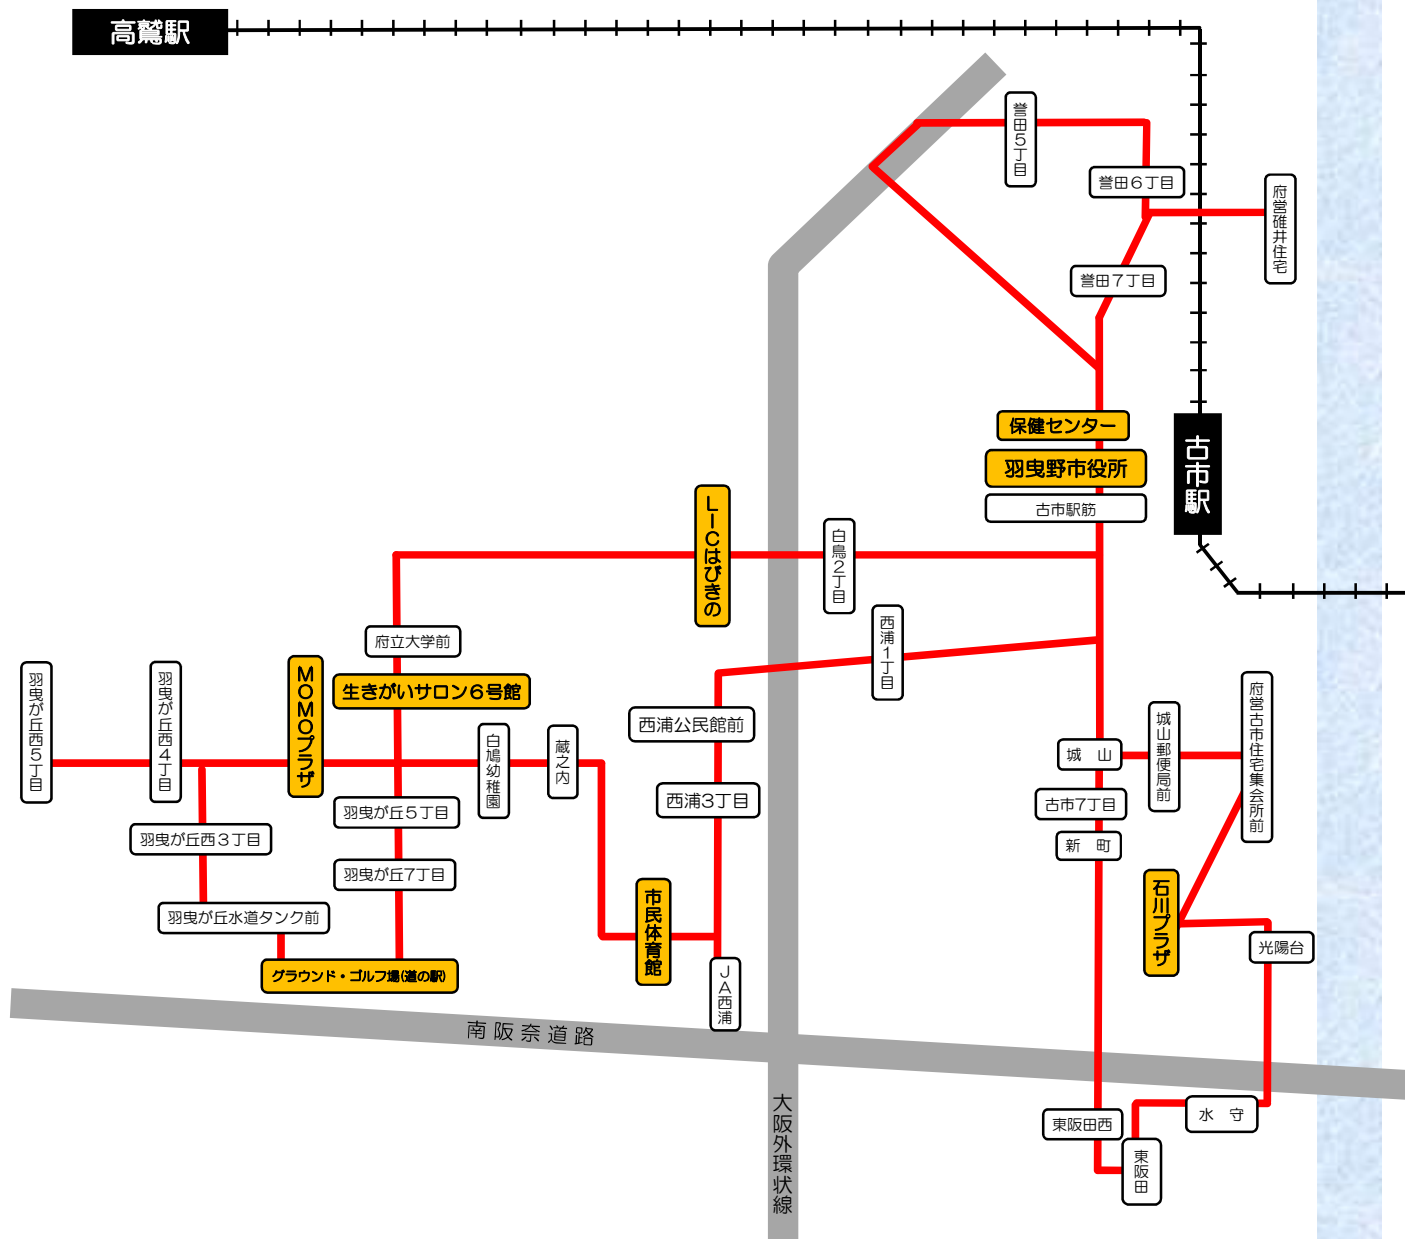 高鷲駅
誉田5丁目
誉田6丁目
府営碓井住宅
誉田7丁目
保健センター
羽曳野市役所
古市駅筋
古市駅
LICはびきの
白鳥2丁目
西浦1丁目
府立大学前
生きがいサロン6号館
MOMOプラザ
羽曳が丘西5丁目
羽曳が丘西4丁目
白鳩幼稚園
蔵之内
西浦公民館前
西浦3丁目
城 山
城山郵便局前
府営古市住宅集会所前
古市7丁目
新 町
羽曳が丘5丁目
羽曳が丘西3丁目
羽曳が丘7丁目
羽曳が丘水道タンク前
グラウンド・ゴルフ場(道の駅)
市民体育館
JA西浦
石川プラザ
光陽台
南阪奈道路
大阪外環状線
水 守
東阪田西
東阪田